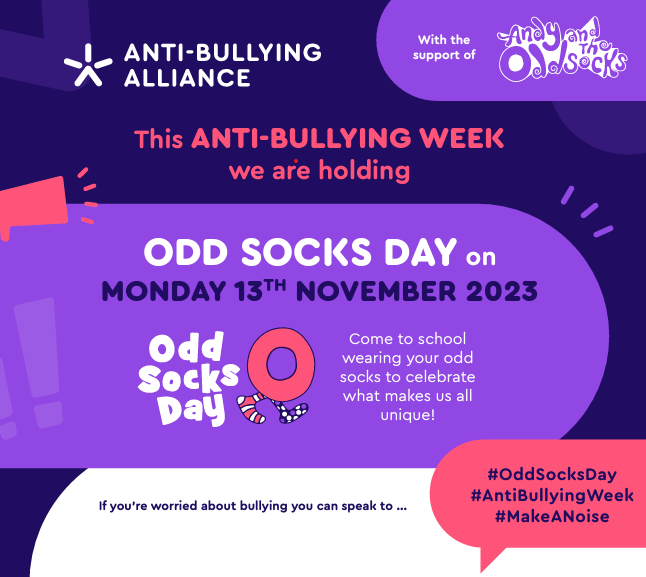 ANTI-BULLYING
ALLIANCE
With the
support of
Andy and
The
Odd Socks
This ANTI-BULLYING WEEK
we are holding
ODD SOCKS DAY on
MONDAY 13TH NOVEMBER 2023
Odd
Socks
Day
Come to school
wearing your odd
socks to celebrate
what makes us all
unique!
If you're worried about bullying you can speak to ...
#OddSocksDay
#AntiBullyingWeek
#MakeANoise